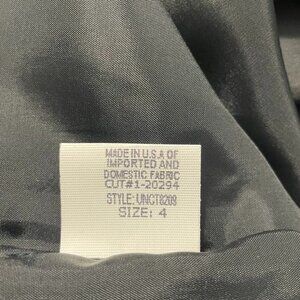 MADE IN U.S.A OF
IMPORTED AND
DOMESTIC FABRIC
CUT#1-20294
STYLE: UNCT8209
SIZE: 4